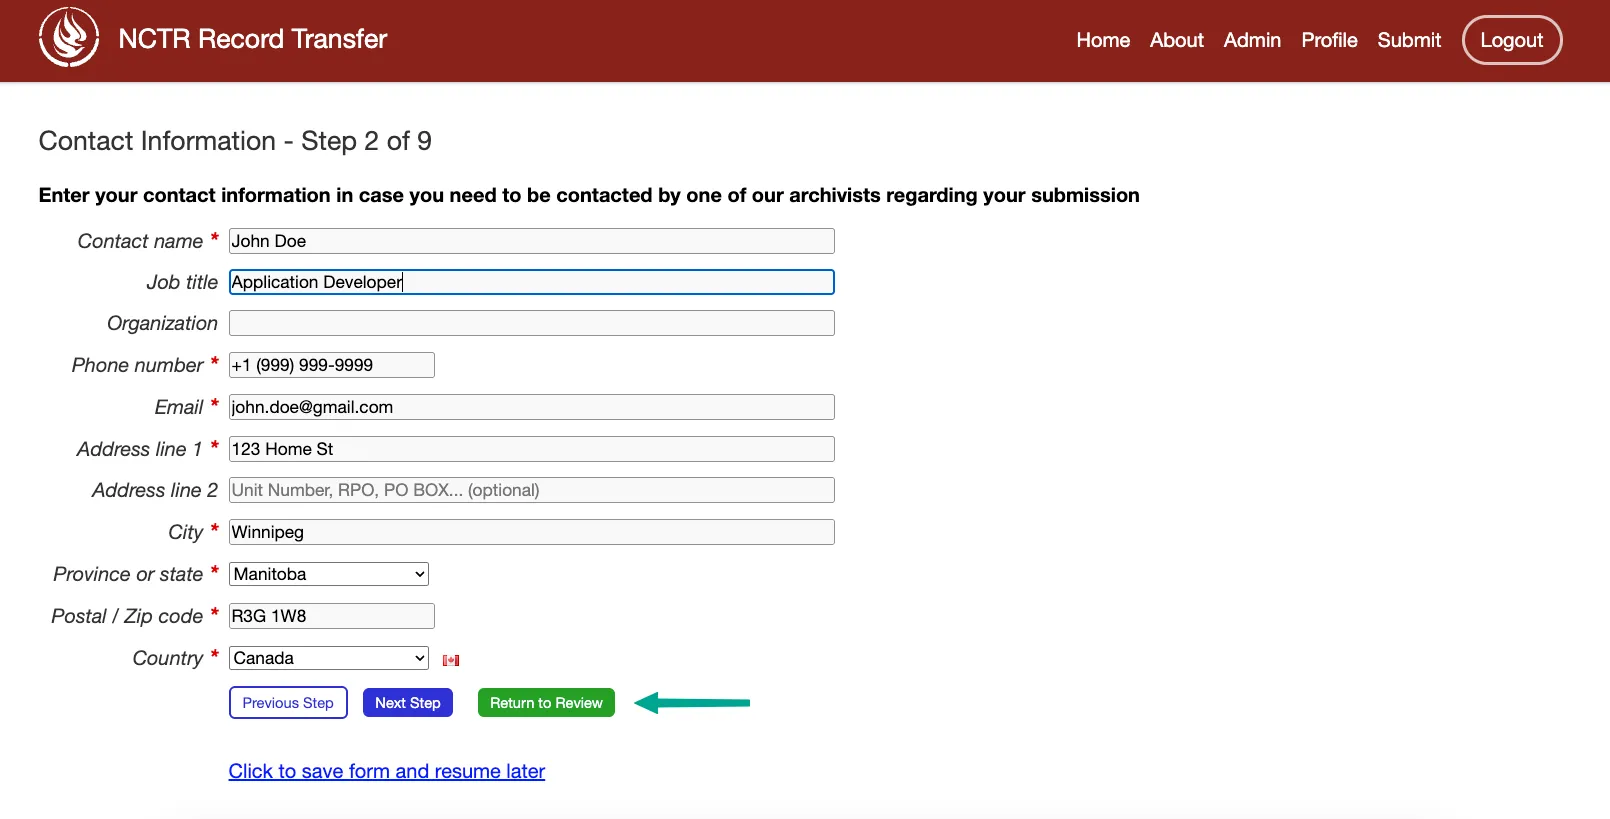 NCTR Record Transfer
Home About Admin Profile Submit Logout
Contact Information - Step 2 of 9
Enter your contact information in case you need to be contacted by one of our archivists regarding your submission
Contact name * John Doe
Job title Application Developer
Organization
Phone number * +1 (999) 999-9999
Email * john.doe@gmail.com
Address line 1 * 123 Home St
Address line 2 Unit Number, RPO, PO BOX... (optional)
City * Winnipeg
Province or state * Manitoba
Postal / Zip code * R3G 1W8
Country * Canada
Previous Step Next Step Return to Review
Click to save form and resume later